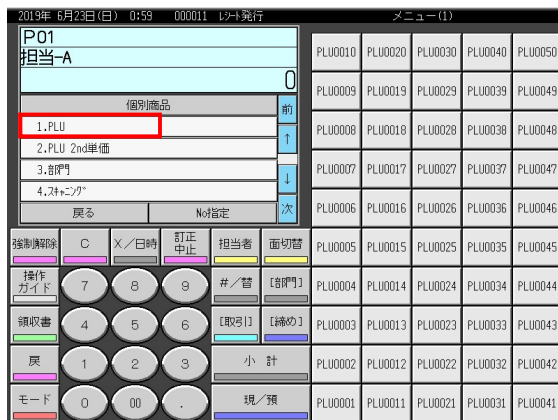 2019年 6月23日(日) 0:59 000011 レシート発行 メニュー(1)
P01
担当-A
0
個別商品 前
1.PLU
2.PLU 2nd単価 ↑
3.部門
4.スキャニング ↓
戻る No指定 次
強制解除 C X/日時 訂正中止 担当者 面切替
操作ガイド 7 8 9 #/替 [部門]
領収書 4 5 6 [取引] [締め]
戻 1 2 3 小計
モード 0 00 . 現/預
PLU0010 PLU0020 PLU0030 PLU0040 PLU0050
PLU0009 PLU0019 PLU0029 PLU0039 PLU0049
PLU0008 PLU0018 PLU0028 PLU0038 PLU0048
PLU0007 PLU0017 PLU0027 PLU0037 PLU0047
PLU0006 PLU0016 PLU0026 PLU0036 PLU0046
PLU0005 PLU0015 PLU0025 PLU0035 PLU0045
PLU0004 PLU0014 PLU0024 PLU0034 PLU0044
PLU0003 PLU0013 PLU0023 PLU0033 PLU0043
PLU0002 PLU0012 PLU0022 PLU0032 PLU0042
PLU0001 PLU0011 PLU0021 PLU0031 PLU0041